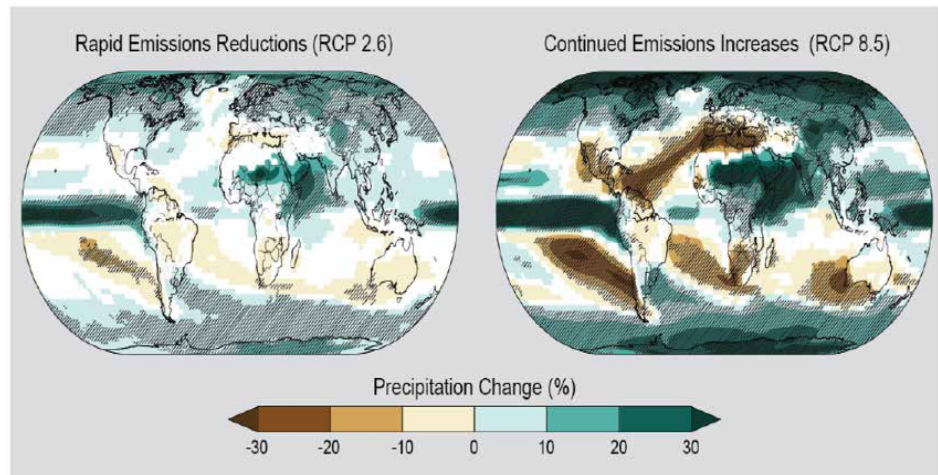 Rapid Emissions Reductions (RCP 2.6)
Continued Emissions Increases (RCP 8.5)
Precipitation Change (%)
-30 -20 -10 0 10 20 30